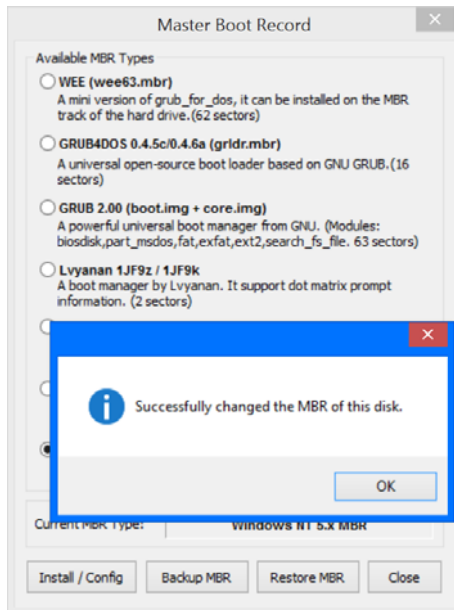 Master Boot Record
Available MBR Types
WEE (wee63.mbr)
A mini version of grub_for_dos, it can be installed on the MBR
track of the hard drive.(62 sectors)
GRUB4DOS 0.4.5c/0.4.6a (grldr.mbr)
A universal open-source boot loader based on GNU GRUB.(16
sectors)
GRUB 2.00 (boot.img + core.img)
A powerful universal boot manager from GNU. (Modules:
biosdisk,part_msdos,fat,exfat,ext2,search_fs_file. 63 sectors)
Lvyanan 1JF9z / 1JF9k
A boot manager by Lvyanan. It support dot matrix prompt
information. (2 sectors)
Successfully changed the MBR of this disk.
OK
Current MBR Type: Windows NT 5.x MBR
Install / Config Backup MBR Restore MBR Close